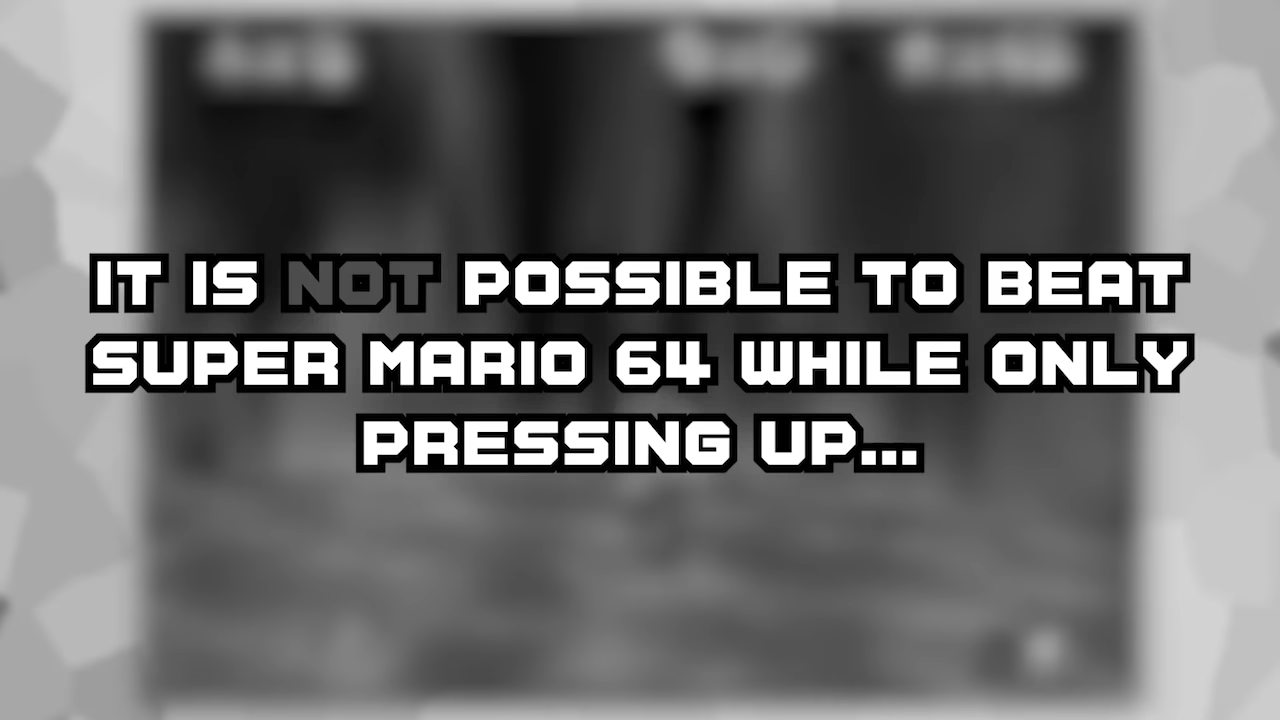 IT IS NOT POSSIBLE TO BEAT
SUPER MARIO 64 WHILE ONLY
PRESSING UP...